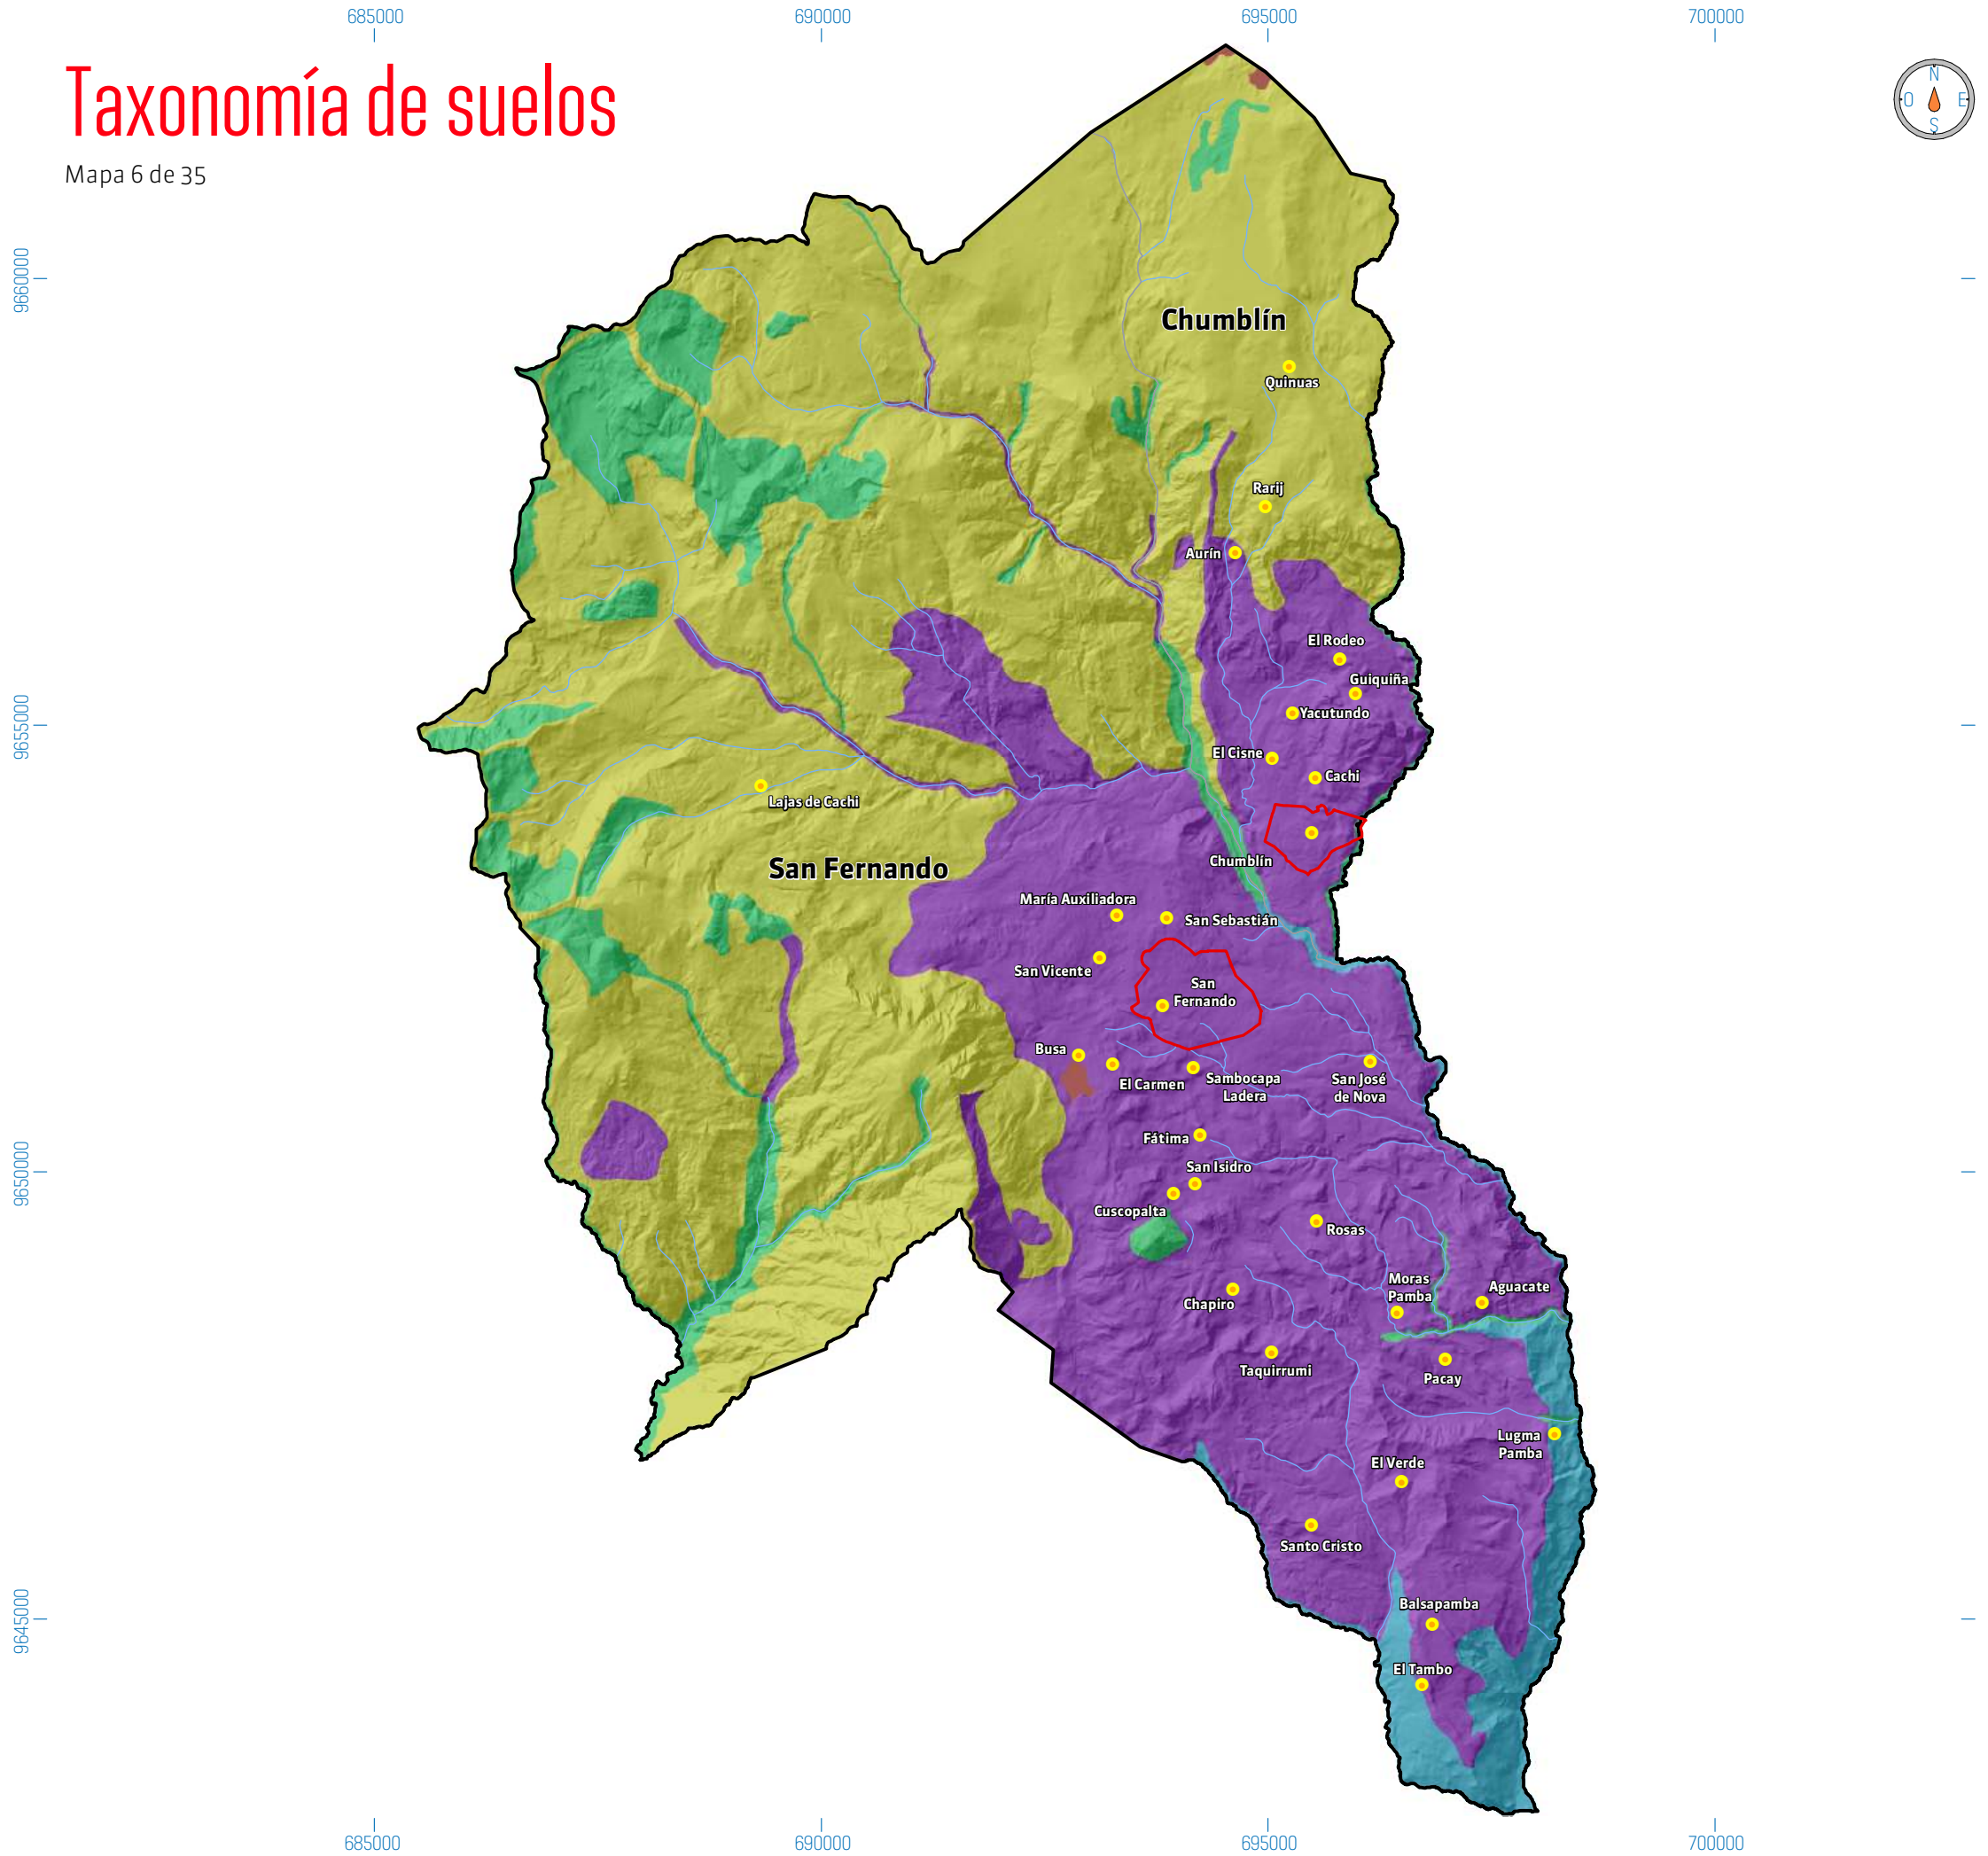 685000
690000
695000
700000
Taxonomía de suelos
Mapa 6 de 35
N
O
E
S
9660000
Chumblín
Quinuas
Rarij
Aurín
El Rodeo
Guiquiña
9655000
Yacutundo
El Cisne
Cachi
Lajas de Cachi
Chumblín
San Fernando
María Auxiliadora
San Sebastián
San Vicente
San
Fernando
Busa
El Carmen
Sambocapa
Ladera
San José
de Nova
Fátima
9650000
San Isidro
Cuscopalta
Rosas
Moras
Pamba
Aguacate
Chapiro
Taquirrumi
Pacay
Lugma
Pamba
El Verde
Santo Cristo
9645000
Balsapamba
El Tambo
685000
690000
695000
700000